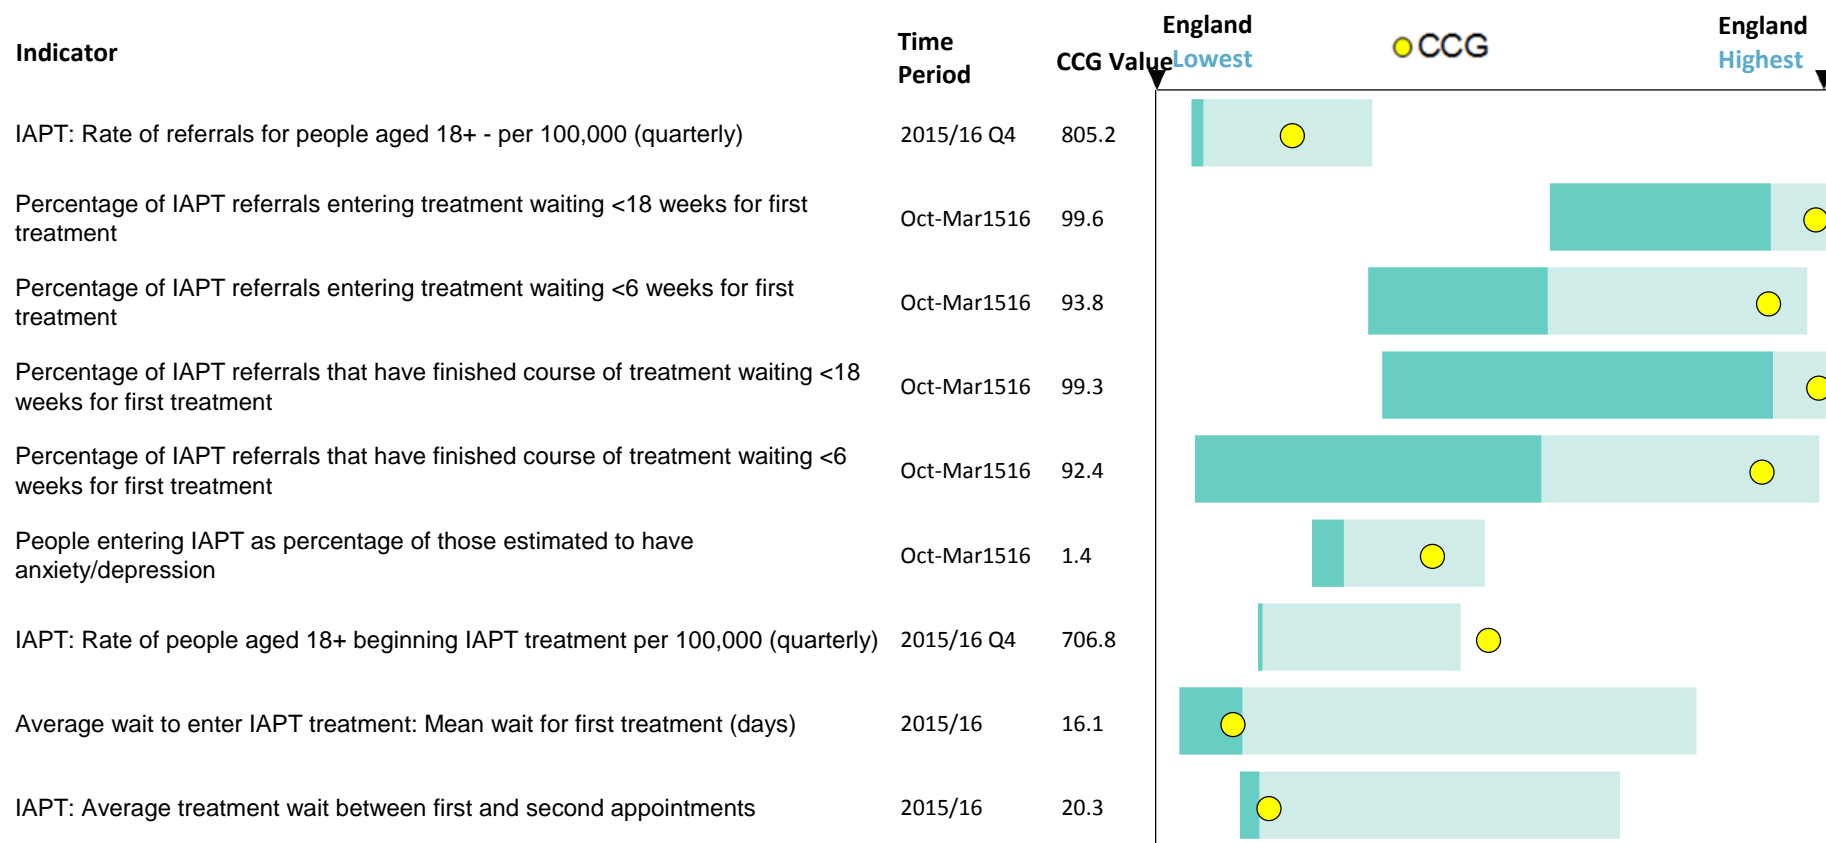 Indicator
Time
Period
CCG Value
England
Lowest
CCG
England
Highest
IAPT: Rate of referrals for people aged 18+ - per 100,000 (quarterly) 2015/16 Q4 805.2
Percentage of IAPT referrals entering treatment waiting <18 weeks for first
treatment
Oct-Mar1516 99.6
Percentage of IAPT referrals entering treatment waiting <6 weeks for first
treatment
Oct-Mar1516 93.8
Percentage of IAPT referrals that have finished course of treatment waiting <18
weeks for first treatment
Oct-Mar1516 99.3
Percentage of IAPT referrals that have finished course of treatment waiting <6
weeks for first treatment
Oct-Mar1516 92.4
People entering IAPT as percentage of those estimated to have
anxiety/depression
Oct-Mar1516 1.4
IAPT: Rate of people aged 18+ beginning IAPT treatment per 100,000 (quarterly) 2015/16 Q4 706.8
Average wait to enter IAPT treatment: Mean wait for first treatment (days) 2015/16 16.1
IAPT: Average treatment wait between first and second appointments 2015/16 20.3